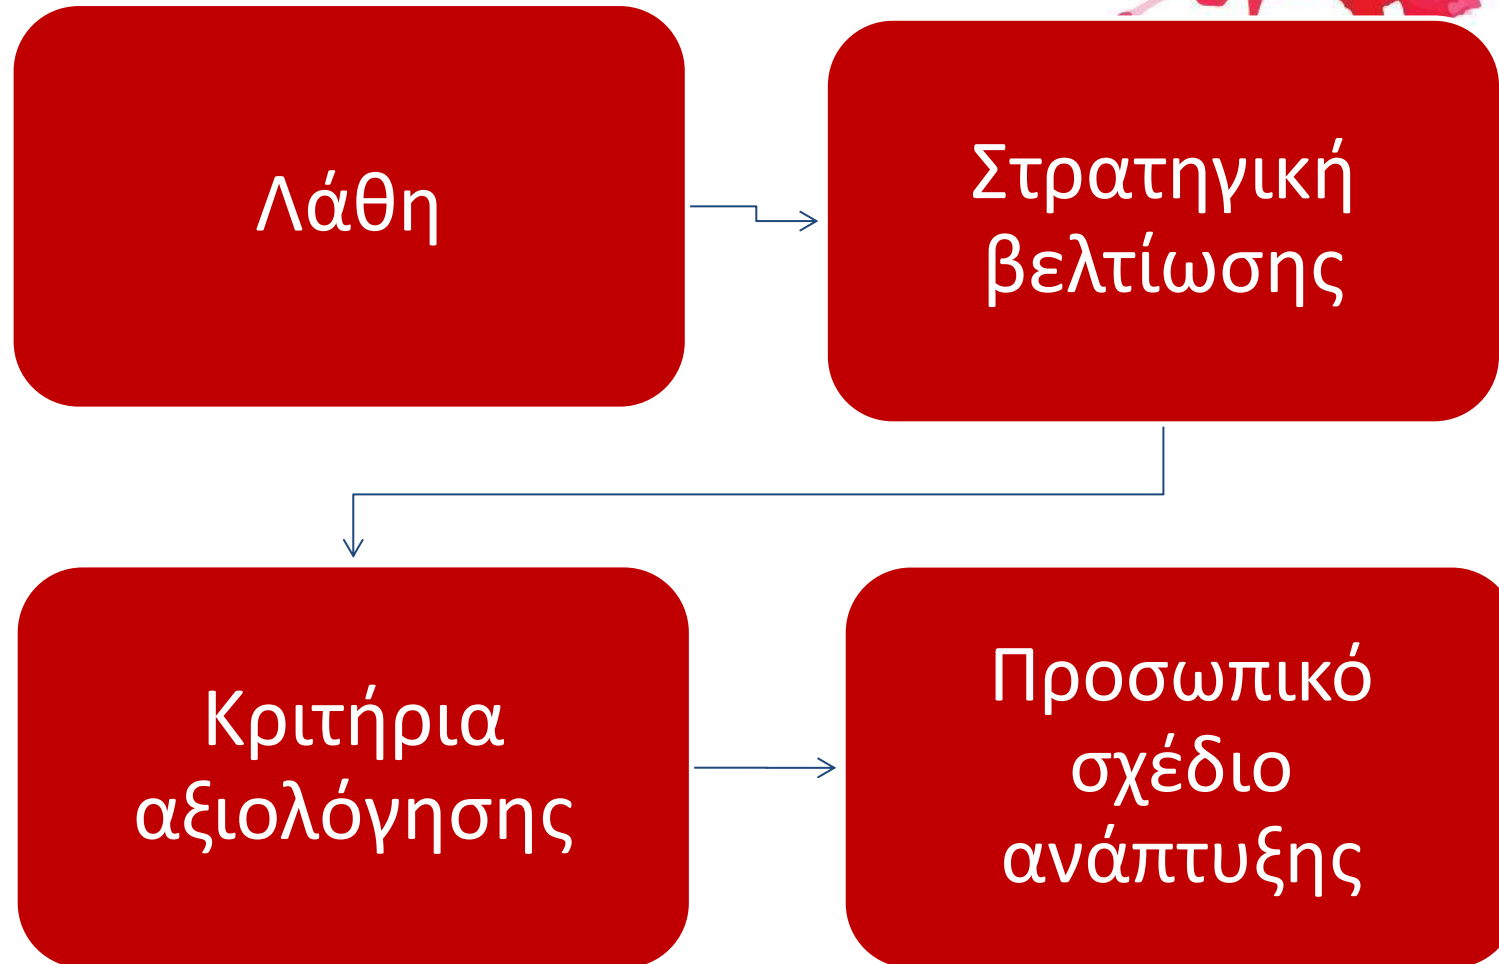 Λάθη
Στρατηγική
βελτίωσης
Κριτήρια
αξιολόγησης
Προσωπικό
σχέδιο
ανάπτυξης